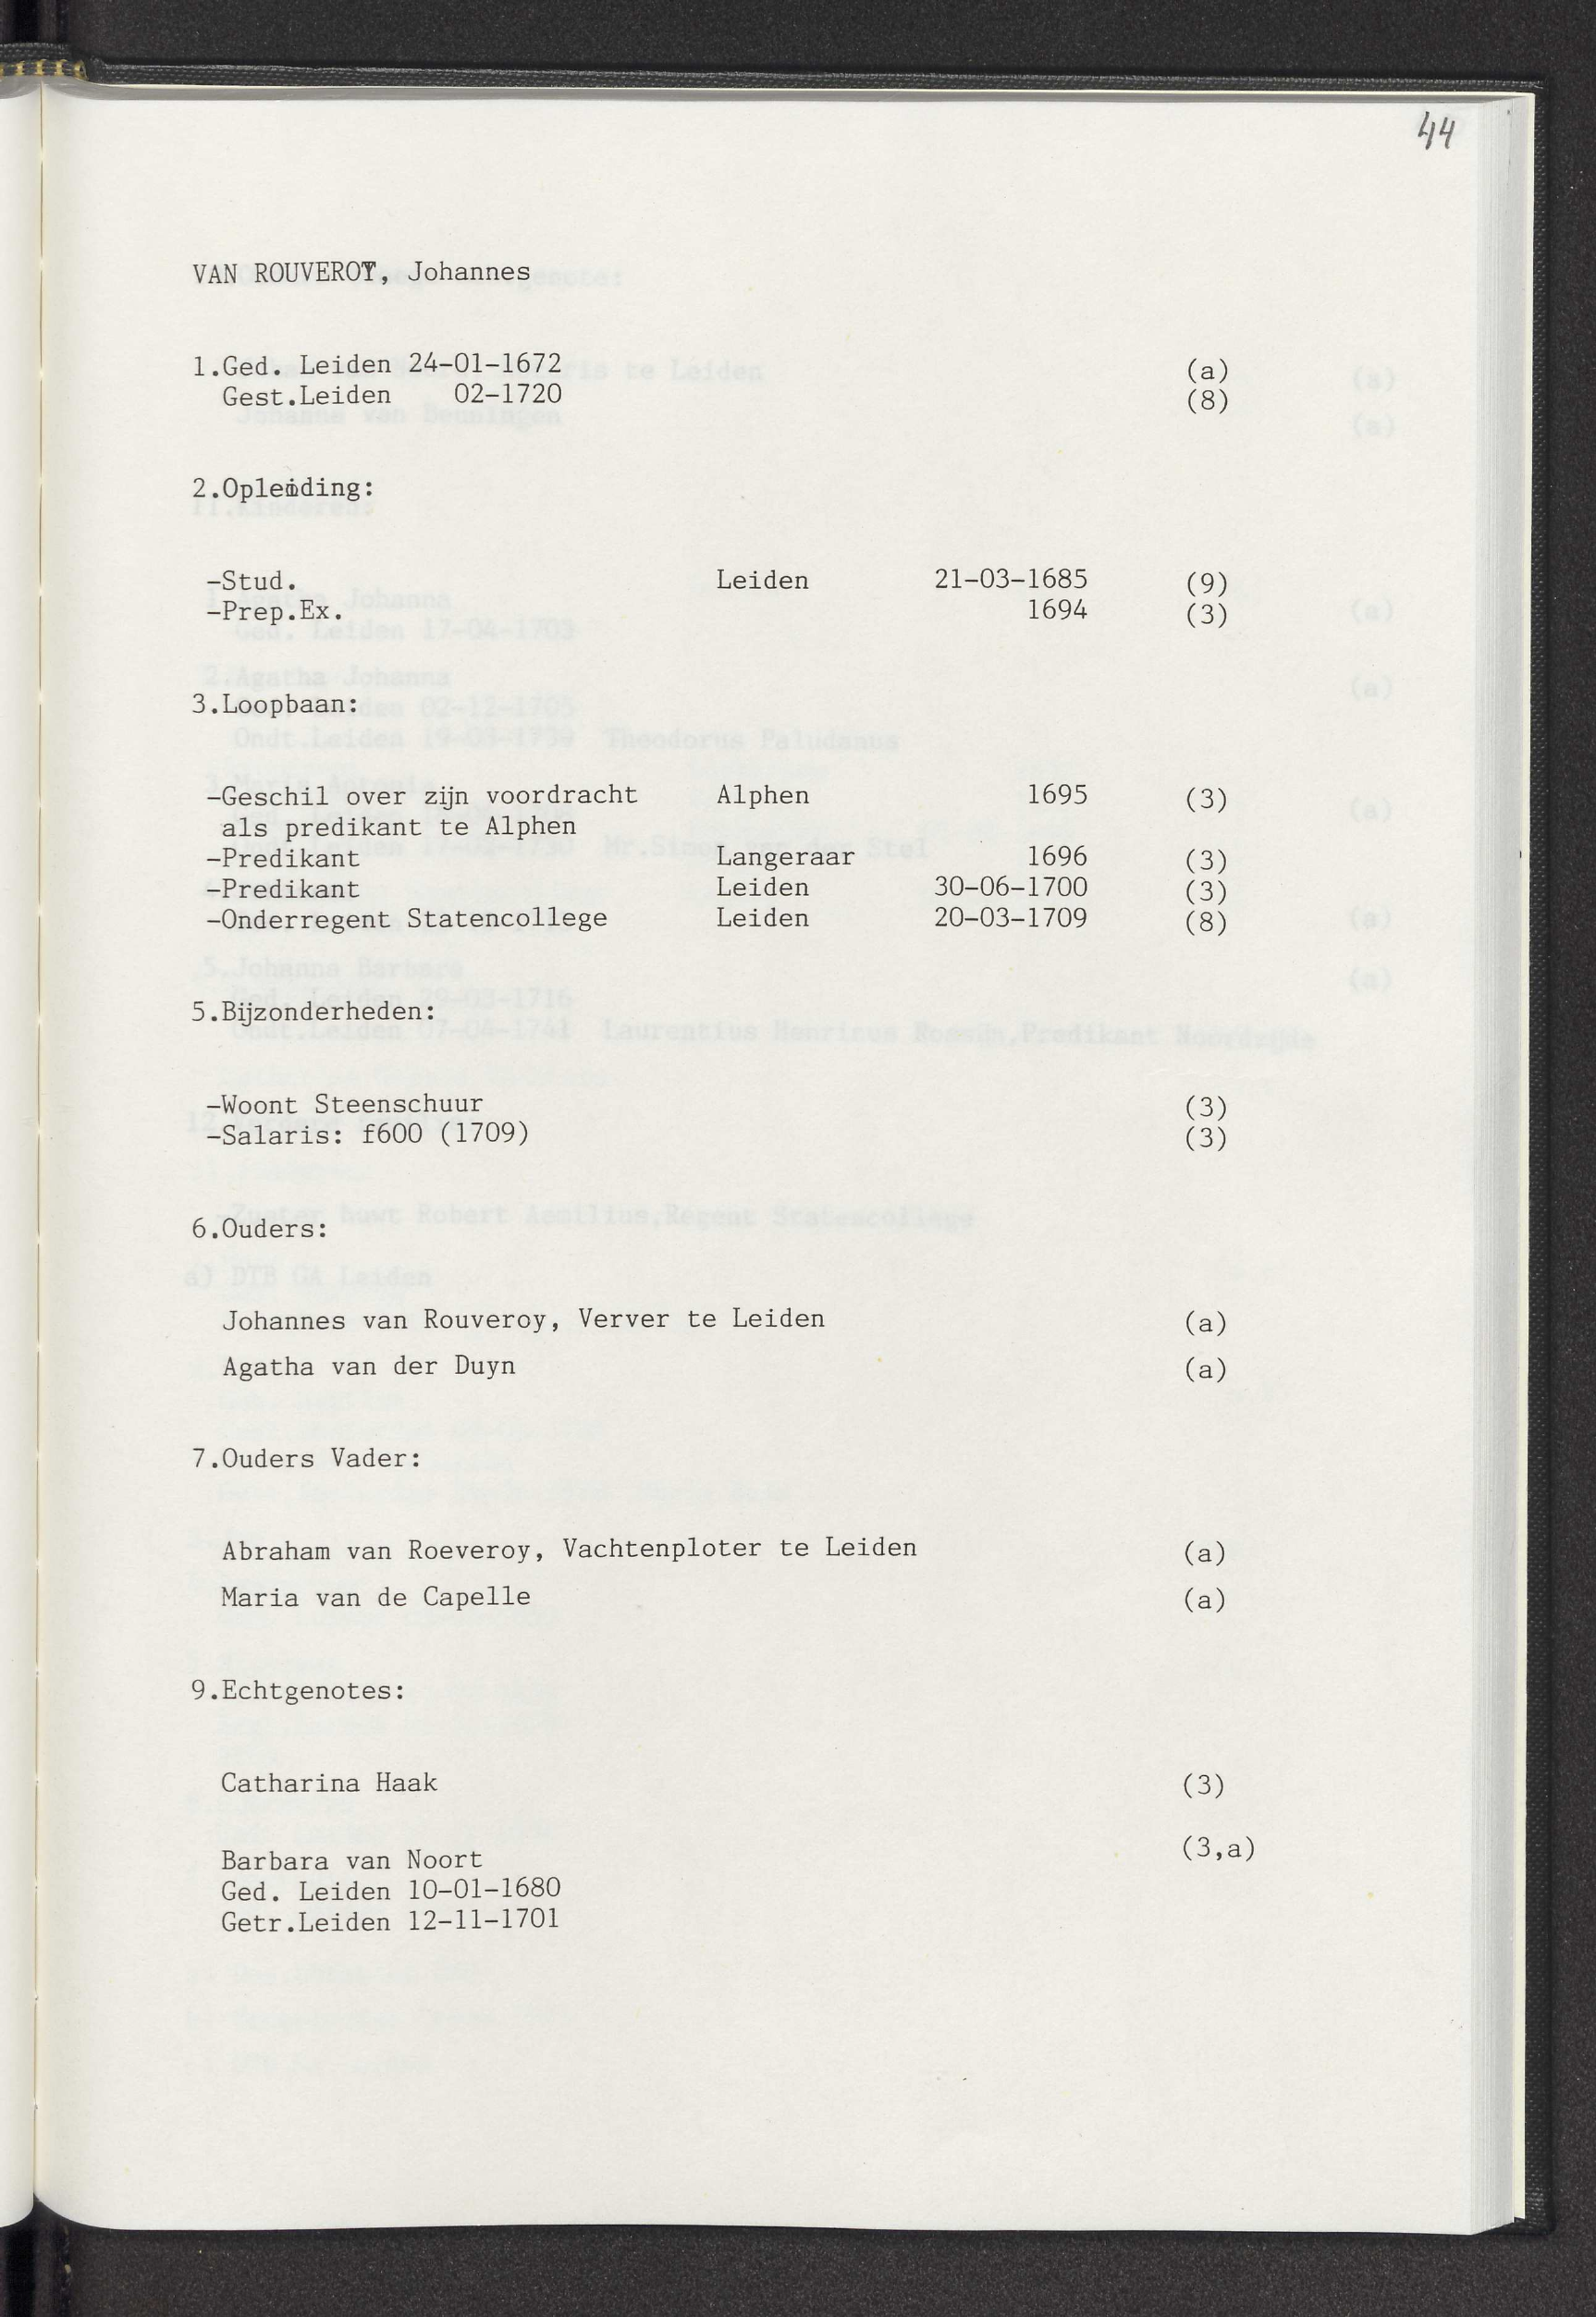 44
VAN ROUVEROY, Johannes
1.Ged. Leiden 24-01-1672 (a)
Gest.Leiden 02-1720 (8)
2.Opleiding:
-Stud. Leiden 21-03-1685 (9)
-Prep.Ex. 1694 (3)
3.Loopbaan:
-Geschil over zijn voordracht Alphen 1695 (3)
als predikant te Alphen
-Predikant Langeraar 1696 (3)
-Predikant Leiden 30-06-1700 (3)
-Onderregent Statencollege Leiden 20-03-1709 (8)
5.Bijzonderheden:
-Woont Steenschuur (3)
-Salaris: f600 (1709) (3)
6.Ouders:
Johannes van Rouveroy, Verver te Leiden (a)
Agatha van der Duyn (a)
7.Ouders Vader:
Abraham van Roeveroy, Vachtenploter te Leiden (a)
Maria van de Capelle (a)
9.Echtgenotes:
Catharina Haak (3)
Barbara van Noort (3,a)
Ged. Leiden 10-01-1680
Getr.Leiden 12-11-1701